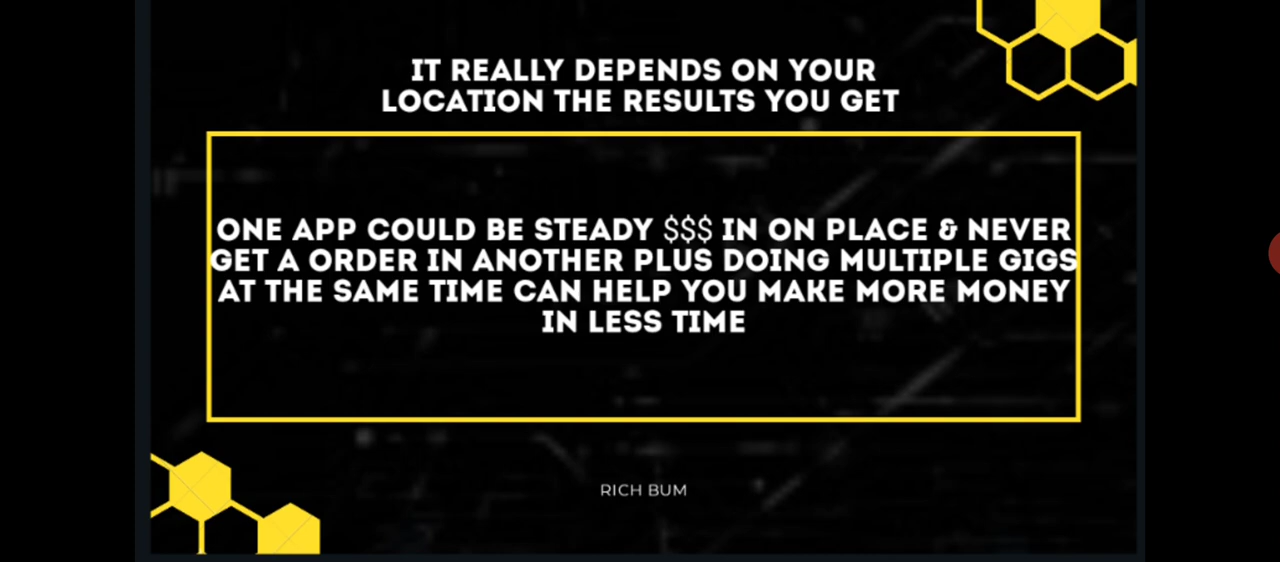 IT REALLY DEPENDS ON YOUR
LOCATION THE RESULTS YOU GET
ONE APP COULD BE STEADY $$$ IN ON PLACE & NEVER
GET A ORDER IN ANOTHER PLUS DOING MULTIPLE GIGS
AT THE SAME TIME CAN HELP YOU MAKE MORE MONEY
IN LESS TIME
RICH BUM